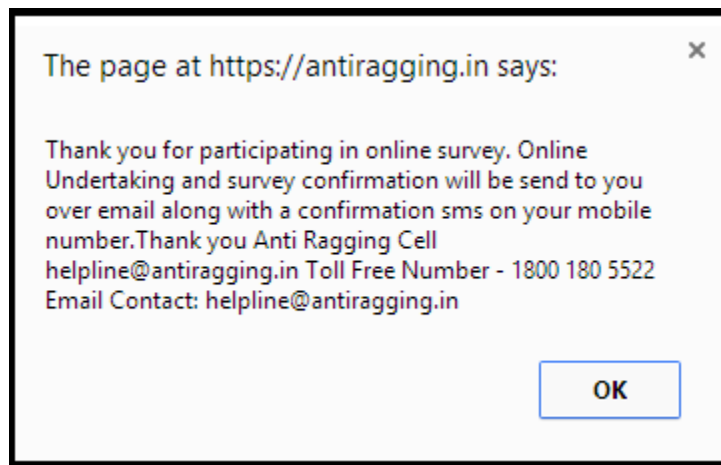 The page at https://antiragging.in says:
Thank you for participating in online survey. Online
Undertaking and survey confirmation will be send to you
over email along with a confirmation sms on your mobile
number.Thank you Anti Ragging Cell
helpline@antiragging.in Toll Free Number - 1800 180 5522
Email Contact: helpline@antiragging.in
OK